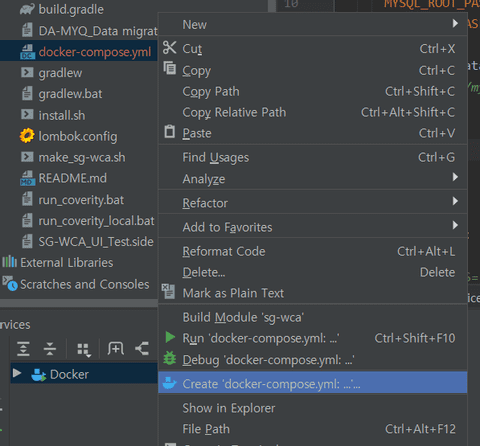 build.gradle
DA-MYQ_Data migrat
docker-compose.yml
gradlew
gradlew.bat
install.sh
lombok.config
make_sg-wca.sh
README.md
run_coverity.bat
run_coverity_local.bat
SG-WCA_UI_Test.side
External Libraries
Scratches and Consoles
rvices
Docker
10
MYSQL_ROOT_PAS
New
Cut Ctrl+X
Copy Ctrl+C
Copy Path Ctrl+Shift+C
Copy Relative Path Ctrl+Alt+Shift+C
Paste Ctrl+V
Find Usages Ctrl+G
Analyze
Refactor
Add to Favorites
Reformat Code Ctrl+Alt+L
Delete... Delete
Mark as Plain Text
Build Module 'sg-wca'
Run 'docker-compose.yml: ...' Ctrl+Shift+F10
Debug 'docker-compose.yml: ...'
Create 'docker-compose.yml: ...'...
Show in Explorer
File Path Ctrl+Alt+F12